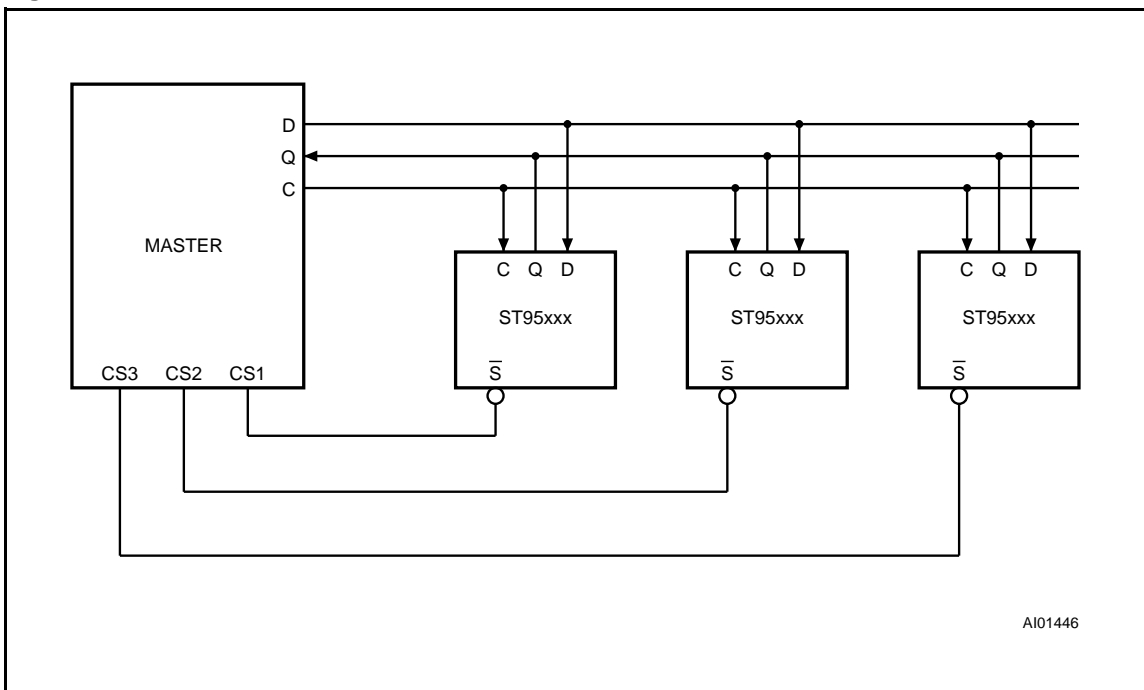 D
Q
C
MASTER
CS3 CS2 CS1
C Q D
ST95xxx
S̅
C Q D
ST95xxx
S̅
C Q D
ST95xxx
S̅
AI01446